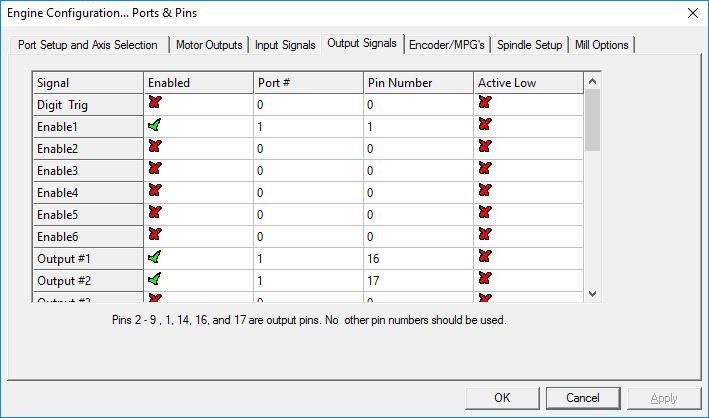 Engine Configuration... Ports & Pins
Port Setup and Axis Selection Motor Outputs Input Signals Output Signals Encoder/MPG's Spindle Setup Mill Options
Signal Enabled Port # Pin Number Active Low
Digit Trig 0 0
Enable1 1 1
Enable2 0 0
Enable3 0 0
Enable4 0 0
Enable5 0 0
Enable6 0 0
Output #1 1 16
Output #2 1 17
Output #3 0 0
Pins 2 - 9 , 1, 14, 16, and 17 are output pins. No other pin numbers should be used.
OK Cancel Apply